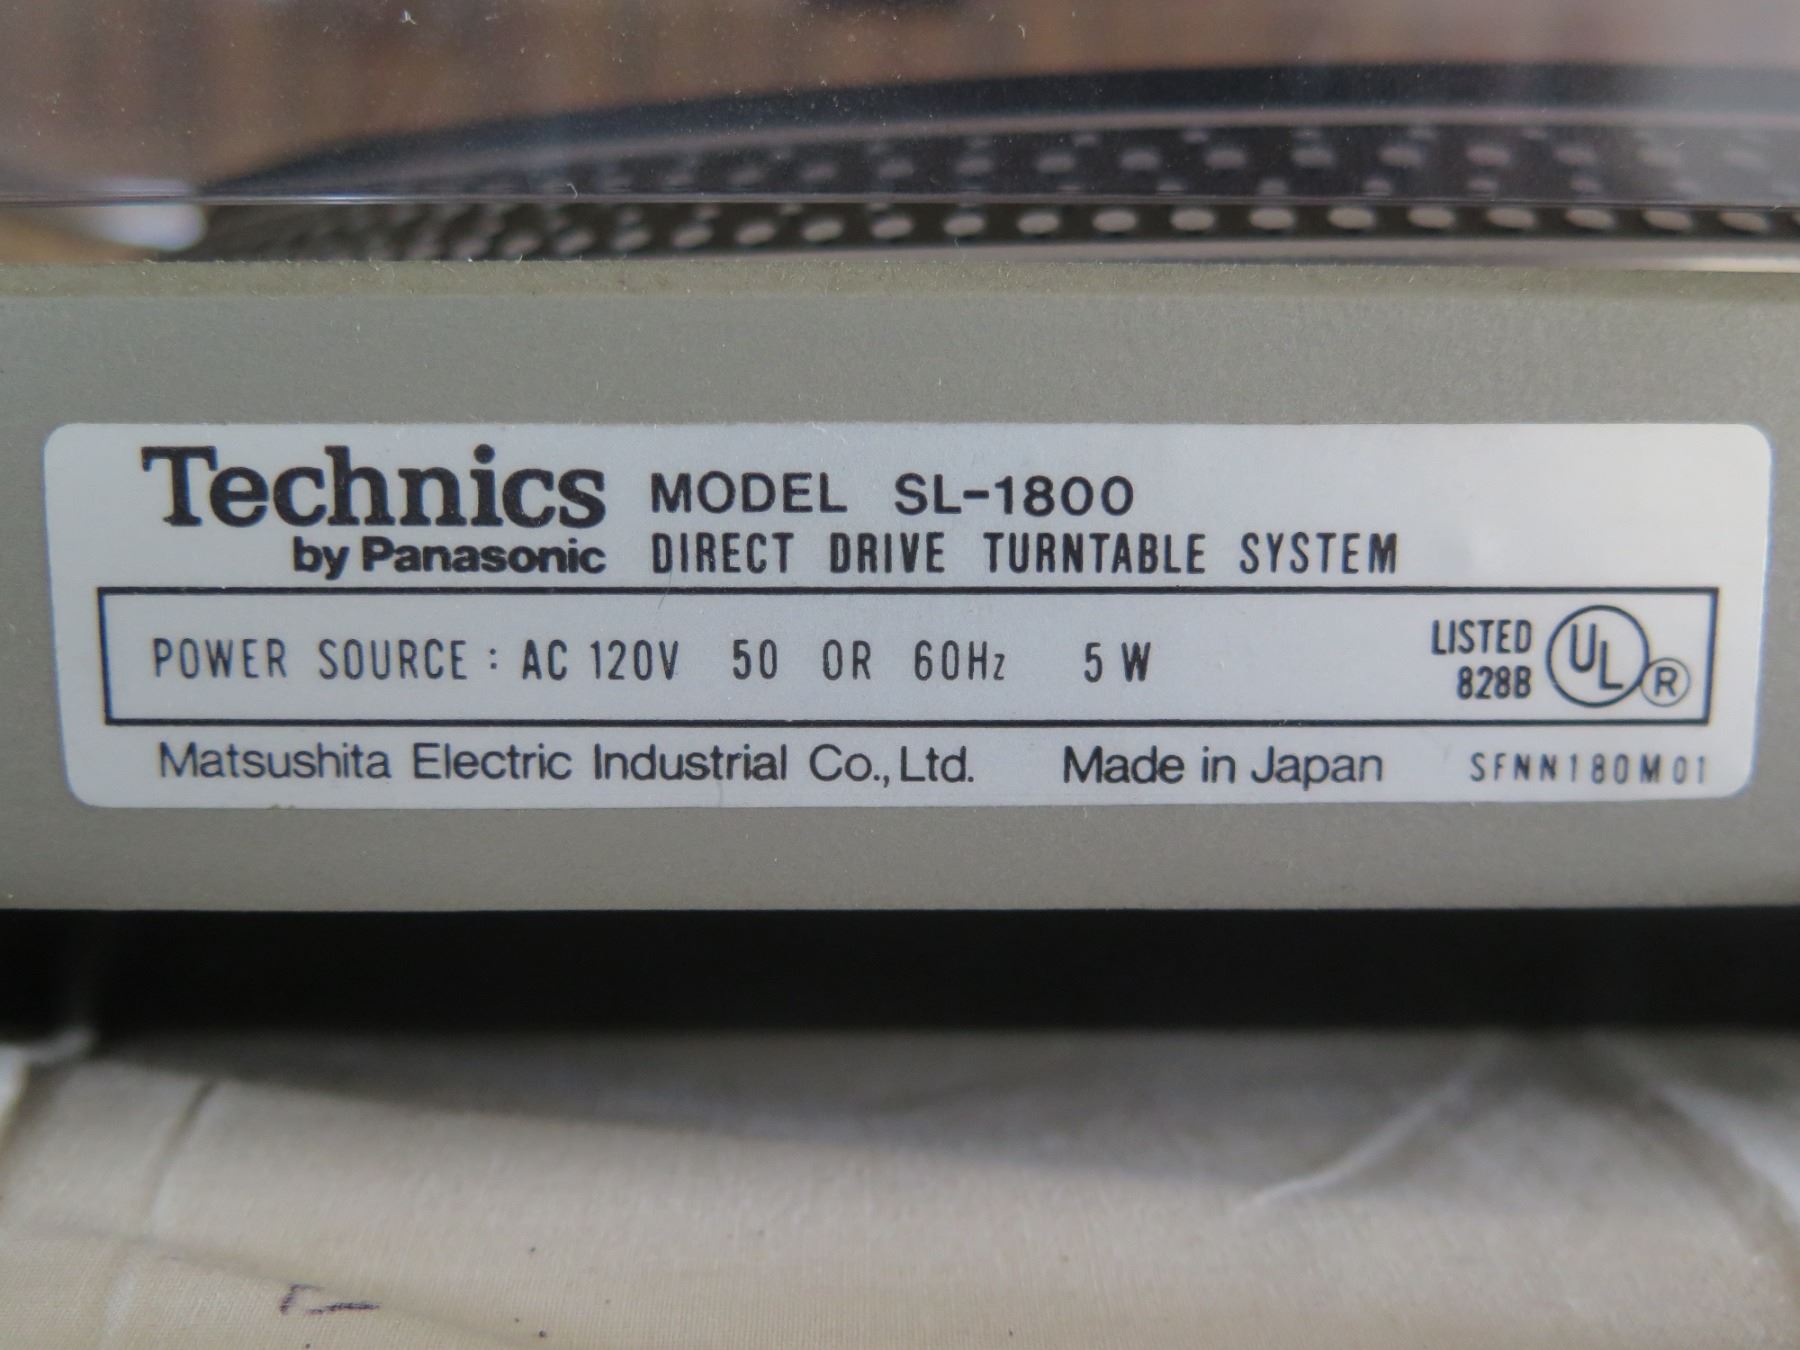 Technics MODEL SL-1800
by Panasonic DIRECT DRIVE TURNTABLE SYSTEM
POWER SOURCE : AC 120V 50 OR 60Hz 5 W
LISTED
828B UL ®
Matsushita Electric Industrial Co., Ltd. Made in Japan SFNN180M01